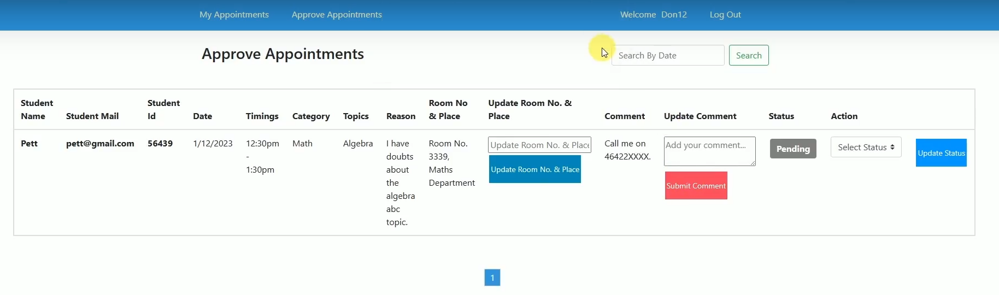 My Appointments Approve Appointments Welcome Don12 Log Out
Approve Appointments
Search By Date Search
Student Name Student Mail Student Id Date Timings Category Topics Reason Room No & Place Update Room No. & Place Comment Update Comment Status Action
Pett
pett@gmail.com
56439
1/12/2023
12:30pm
-
1:30pm
Math
Algebra
I have
doubts
about
the
algebra
abc
topic.
Room No.
3339,
Maths
Department
Update Room No. & Place
Update Room No. & Place
Call me on
46422XXXX.
Add your comment...
Submit Comment
Pending
Select Status
Update Status
1